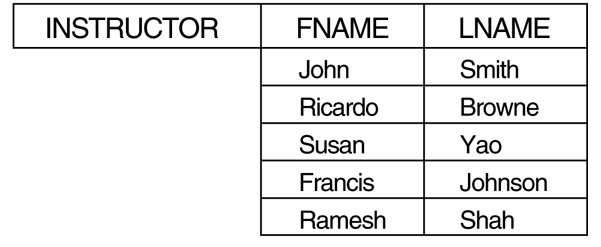 INSTRUCTOR FNAME LNAME
John Smith
Ricardo Browne
Susan Yao
Francis Johnson
Ramesh Shah